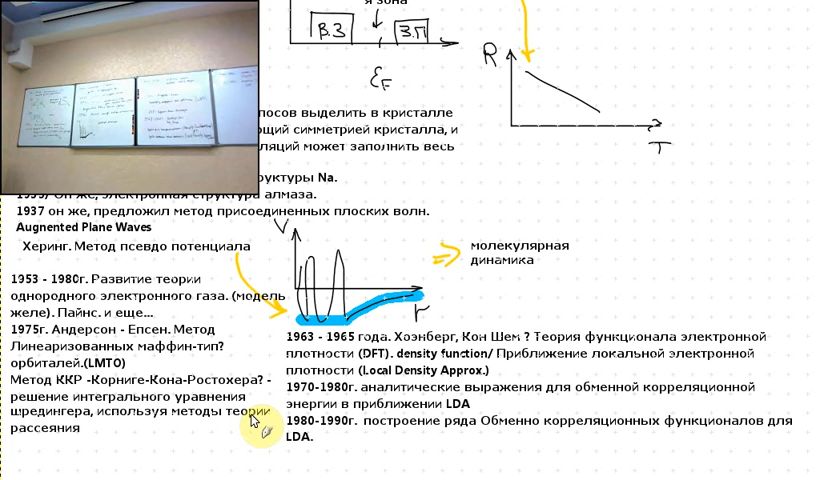 я зона
В.З
З.П
εF
R
T
посов выделить в кристалле
ющий симметрией кристалла, и
ляций может заполнить весь
руктуры Na.
он же, электронная структура алмаза.
1937 он же, предложил метод присоединенных плоских волн.
Augnented Plane Waves
Херинг. Метод псевдо потенциала
V
r
молекулярная
динамика
1953 - 1980г. Развитие теории
однородного электронного газа. (модель
желе). Пайнс. и еще...
1975г. Андерсон - Епсен. Метод
Линеаризованных маффин-тип?
орбиталей.(LMTO)
Метод ККР -Корниге-Кона-Ростохера? -
решение интегрального уравнения
шредингера, используя методы теории
рассеяния
1963 - 1965 года. Хоэнберг, Кон Шем ? Теория функционала электронной
плотности (DFT). density function/ Приближение локальной электронной
плотности (Local Density Approx.)
1970-1980г. аналитические выражения для обменной корреляционной
энергии в приближении LDA
1980-1990г. построение ряда Обменно корреляционных функционалов для
LDA.